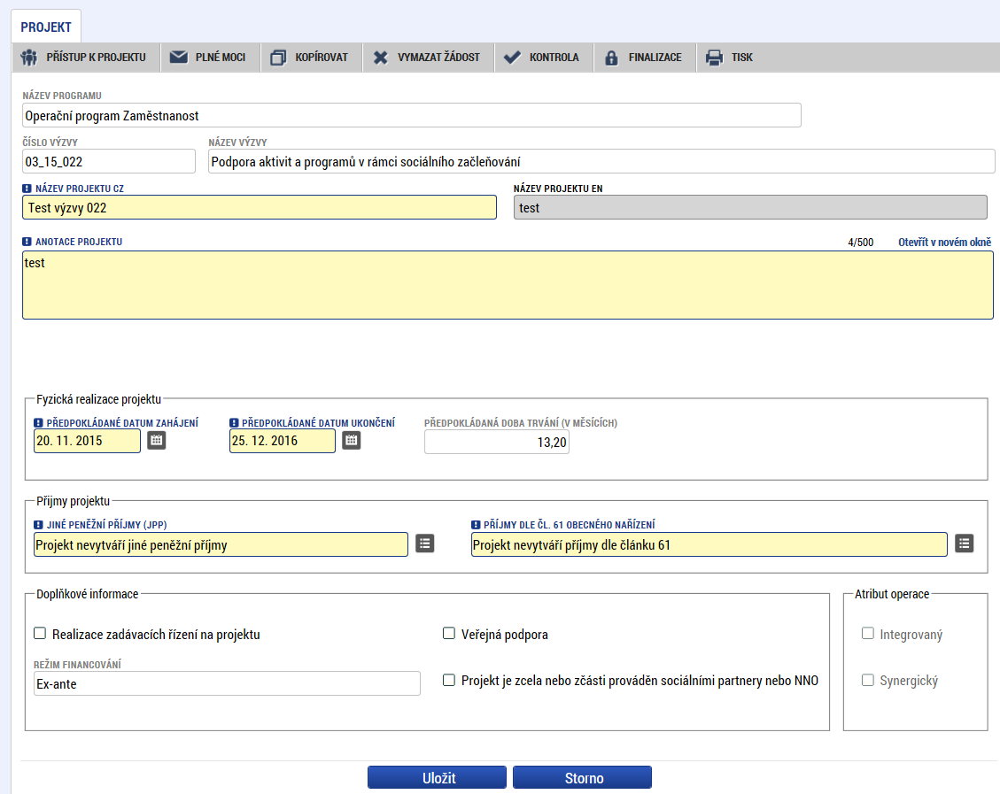 PROJEKT
PŘÍSTUP K PROJEKTU PLNÉ MOCI KOPÍROVAT VYMAZAT ŽÁDOST KONTROLA FINALIZACE TISK
NÁZEV PROGRAMU
Operační program Zaměstnanost
ČÍSLO VÝZVY NÁZEV VÝZVY
03_15_022 Podpora aktivit a programů v rámci sociálního začleňování
NÁZEV PROJEKTU CZ NÁZEV PROJEKTU EN
Test výzvy 022 test
ANOTACE PROJEKTU 4/500 Otevřít v novém okně
test
Fyzická realizace projektu
PŘEDPOKLÁDANÉ DATUM ZAHÁJENÍ PŘEDPOKLÁDANÉ DATUM UKONČENÍ PŘEDPOKLÁDANÁ DOBA TRVÁNÍ (V MĚSÍCÍCH)
20. 11. 2015 25. 12. 2016 13,20
Příjmy projektu
JINÉ PENĚŽNÍ PŘÍJMY (JPP) PŘÍJMY DLE ČL. 61 OBECNÉHO NAŘÍZENÍ
Projekt nevytváří jiné peněžní příjmy Projekt nevytváří příjmy dle článku 61
Doplňkové informace Atribut operace
Realizace zadávacích řízení na projektu Veřejná podpora Integrovaný
REŽIM FINANCOVÁNÍ
Ex-ante Projekt je zcela nebo zčásti prováděn sociálními partnery nebo NNO Synergický
Uložit Storno